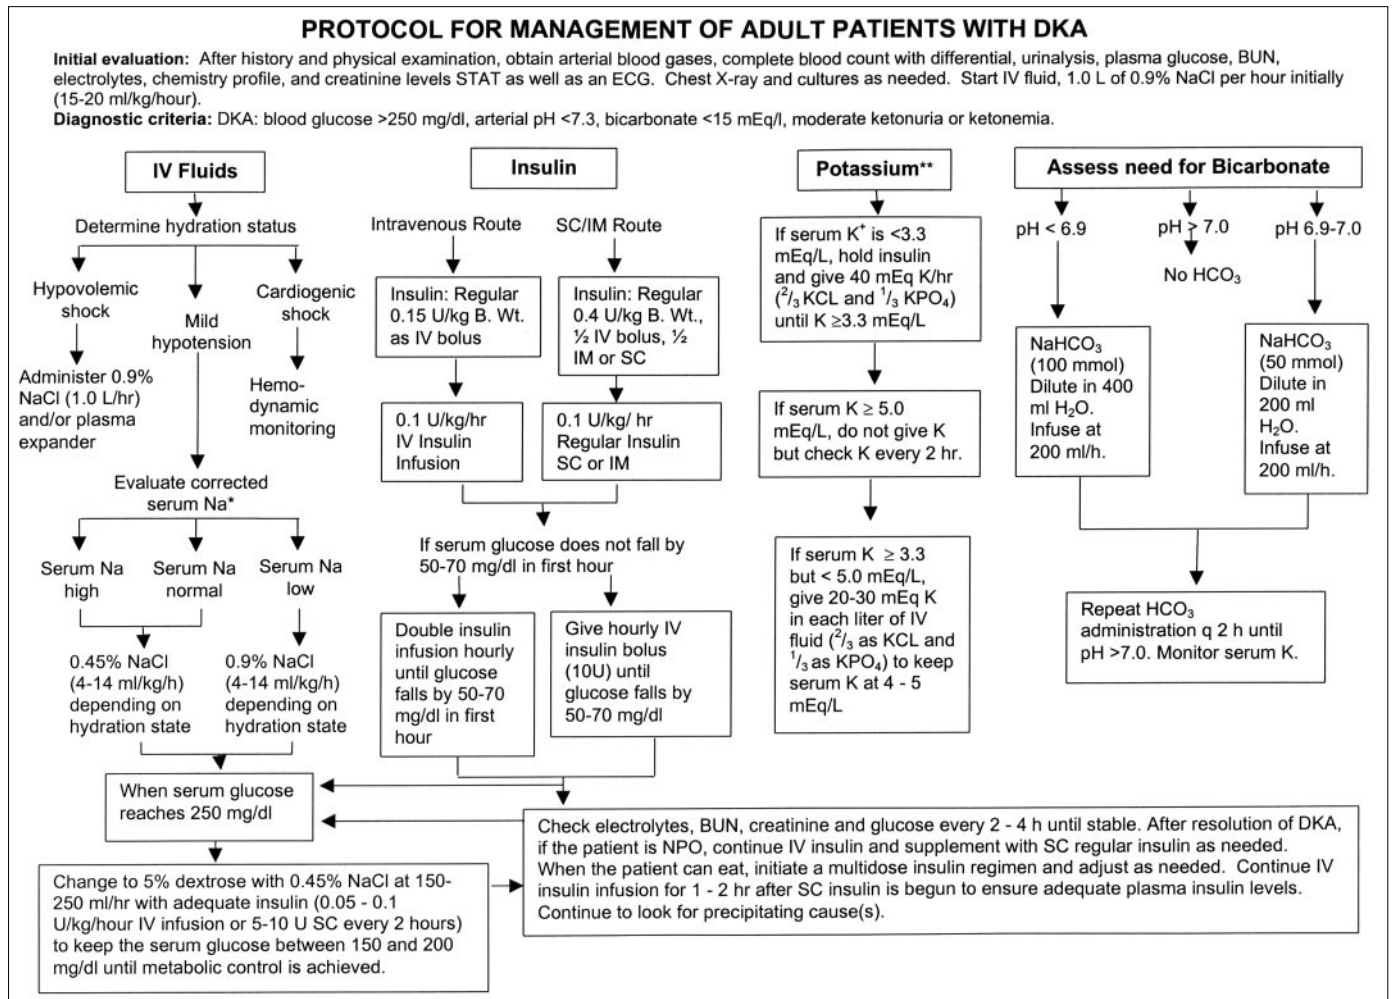 PROTOCOL FOR MANAGEMENT OF ADULT PATIENTS WITH DKA
Initial evaluation: After history and physical examination, obtain arterial blood gases, complete blood count with differential, urinalysis, plasma glucose, BUN,
electrolytes, chemistry profile, and creatinine levels STAT as well as an ECG. Chest X-ray and cultures as needed. Start IV fluid, 1.0 L of 0.9% NaCl per hour initially
(15-20 ml/kg/hour).
Diagnostic criteria: DKA: blood glucose >250 mg/dl, arterial pH <7.3, bicarbonate <15 mEq/l, moderate ketonuria or ketonemia.
IV Fluids
Determine hydration status
Hypovolemic
shock
Administer 0.9%
NaCl (1.0 L/hr)
and/or plasma
expander
Mild
hypotension
Cardiogenic
shock
Hemo-
dynamic
monitoring
Evaluate corrected
serum Na*
Serum Na
high
Serum Na
normal
Serum Na
low
0.45% NaCl
(4-14 ml/kg/h)
depending on
hydration state
0.9% NaCl
(4-14 ml/kg/h)
depending on
hydration state
When serum glucose
reaches 250 mg/dl
Change to 5% dextrose with 0.45% NaCl at 150-
250 ml/hr with adequate insulin (0.05 - 0.1
U/kg/hour IV infusion or 5-10 U SC every 2 hours)
to keep the serum glucose between 150 and 200
mg/dl until metabolic control is achieved.
Insulin
Intravenous Route
Insulin: Regular
0.15 U/kg B. Wt.
as IV bolus
0.1 U/kg/hr
IV Insulin
Infusion
SC/IM Route
Insulin: Regular
0.4 U/kg B. Wt.,
½ IV bolus, ½
IM or SC
0.1 U/kg/ hr
Regular Insulin
SC or IM
If serum glucose does not fall by
50-70 mg/dl in first hour
Double insulin
infusion hourly
until glucose
falls by 50-70
mg/dl in first
hour
Give hourly IV
insulin bolus
(10U) until
glucose falls by
50-70 mg/dl
Potassium**
If serum K⁺ is <3.3
mEq/L, hold insulin
and give 40 mEq K/hr
(²/₃ KCL and ¹/₃ KPO₄)
until K ≥3.3 mEq/L
If serum K ≥ 5.0
mEq/L, do not give K
but check K every 2 hr.
If serum K ≥ 3.3
but < 5.0 mEq/L,
give 20-30 mEq K
in each liter of IV
fluid (²/₃ as KCL and
¹/₃ as KPO₄) to keep
serum K at 4 - 5
mEq/L
Assess need for Bicarbonate
pH < 6.9
NaHCO₃
(100 mmol)
Dilute in 400
ml H₂O.
Infuse at
200 ml/h.
pH > 7.0
No HCO₃
pH 6.9-7.0
NaHCO₃
(50 mmol)
Dilute in
200 ml
H₂O.
Infuse at
200 ml/h.
Repeat HCO₃
administration q 2 h until
pH >7.0. Monitor serum K.
Check electrolytes, BUN, creatinine and glucose every 2 - 4 h until stable. After resolution of DKA,
if the patient is NPO, continue IV insulin and supplement with SC regular insulin as needed.
When the patient can eat, initiate a multidose insulin regimen and adjust as needed. Continue IV
insulin infusion for 1 - 2 hr after SC insulin is begun to ensure adequate plasma insulin levels.
Continue to look for precipitating cause(s).